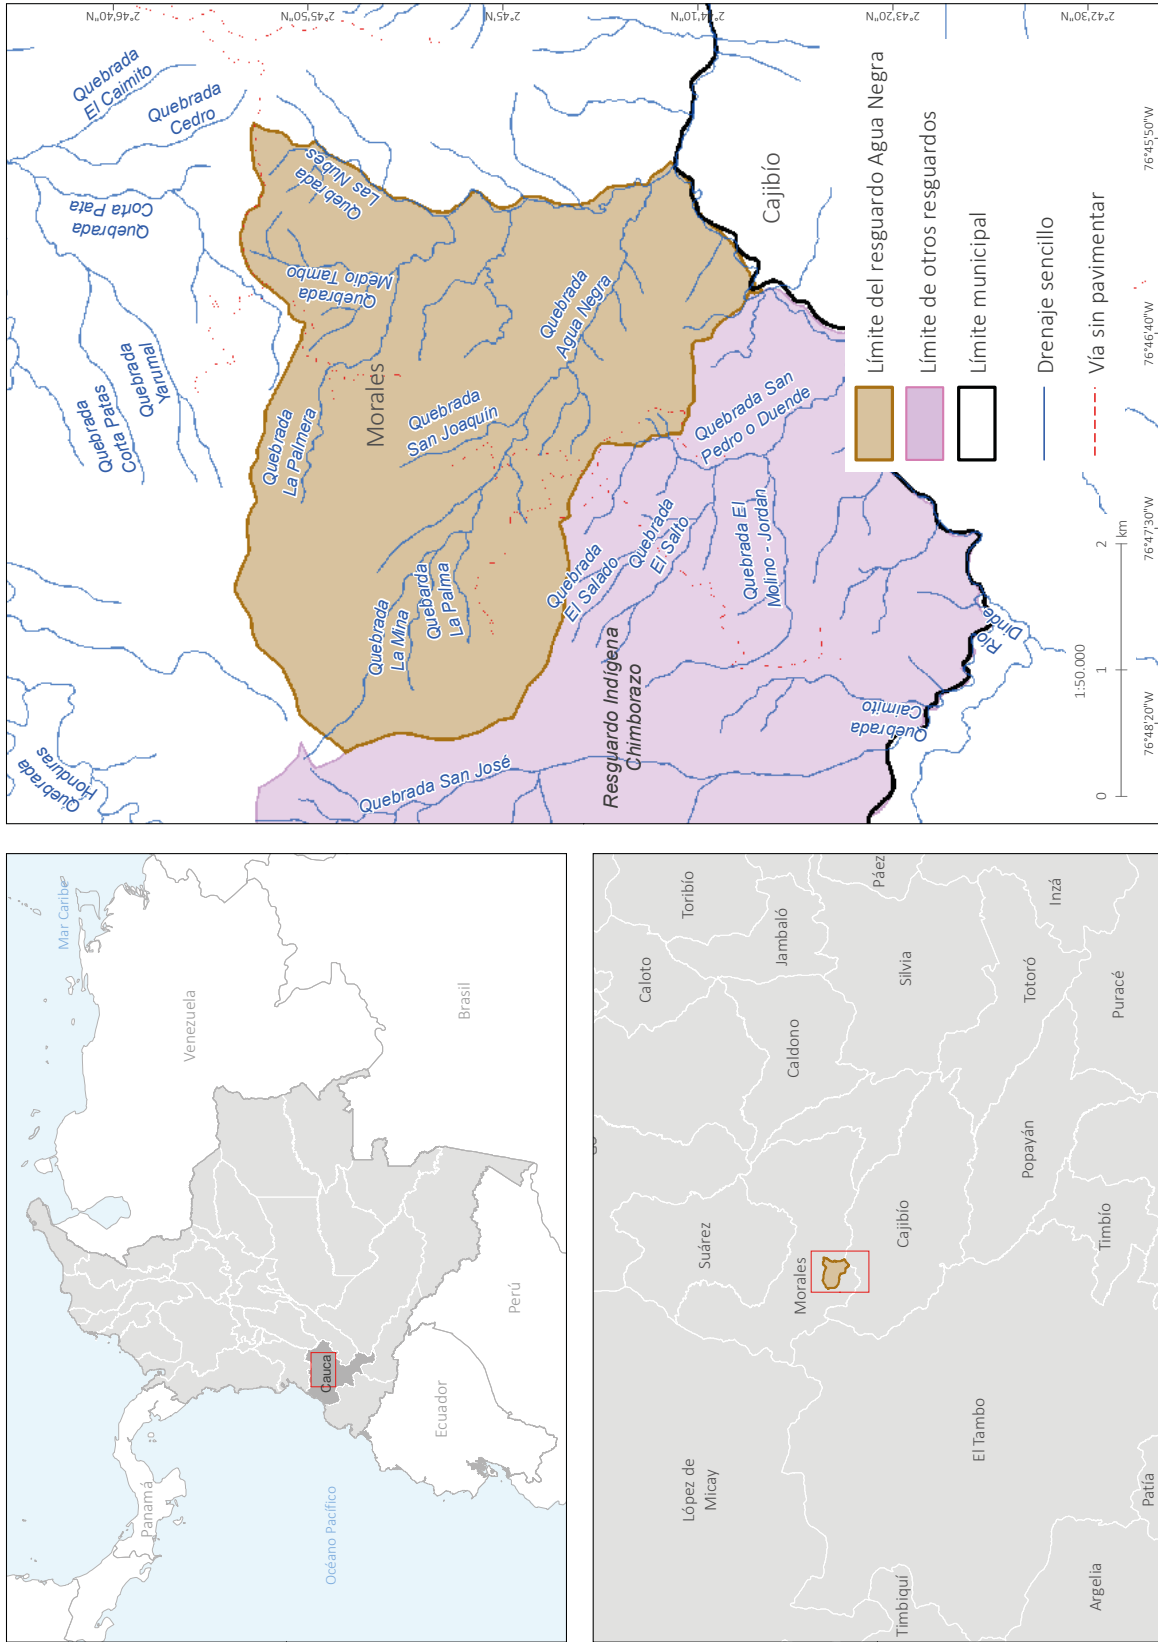 Mar Caribe
Panamá
Venezuela
Océano Pacífico
Cauca
Brasil
Ecuador
Perú
Caloto
Toribío
López de
Micay
Suárez
Morales
Caldono
Jambaló
Páez
Timbiquí
Cajibío
Silvia
El Tambo
Popayán
Totoró
Inzá
Argelia
Patía
Timbío
Puracé
Quebrada
Honduras
Quebrada
Corta Patas
Quebrada
Yarumal
Quebrada
Corta Pata
Quebrada
El Caimito
Quebrada
Cedro
Quebrada
Las Nubes
Quebrada
Medio Tambo
Quebrada
La Palmera
Morales
Quebrada
San Joaquín
Quebrada
Agua Negra
Quebrada
La Mina
Quebarda
La Palma
Quebrada San José
Quebrada
El Salado
Quebrada
El Salto
Quebrada San
Pedro o Duende
Quebrada El
Molino - Jordán
Resguardo Indígena
Chimborazo
Quebrada
Caimito
Río
Dinde
Cajibío
2°46'40"N
2°45'50"N
2°45'N
2°44'10"N
2°43'20"N
2°42'30"N
76°48'20"W
76°47'30"W
76°46'40"W
76°45'50"W
1:50.000
0
1
2
km
Límite del resguardo Agua Negra
Límite de otros resguardos
Límite municipal
Drenaje sencillo
Vía sin pavimentar